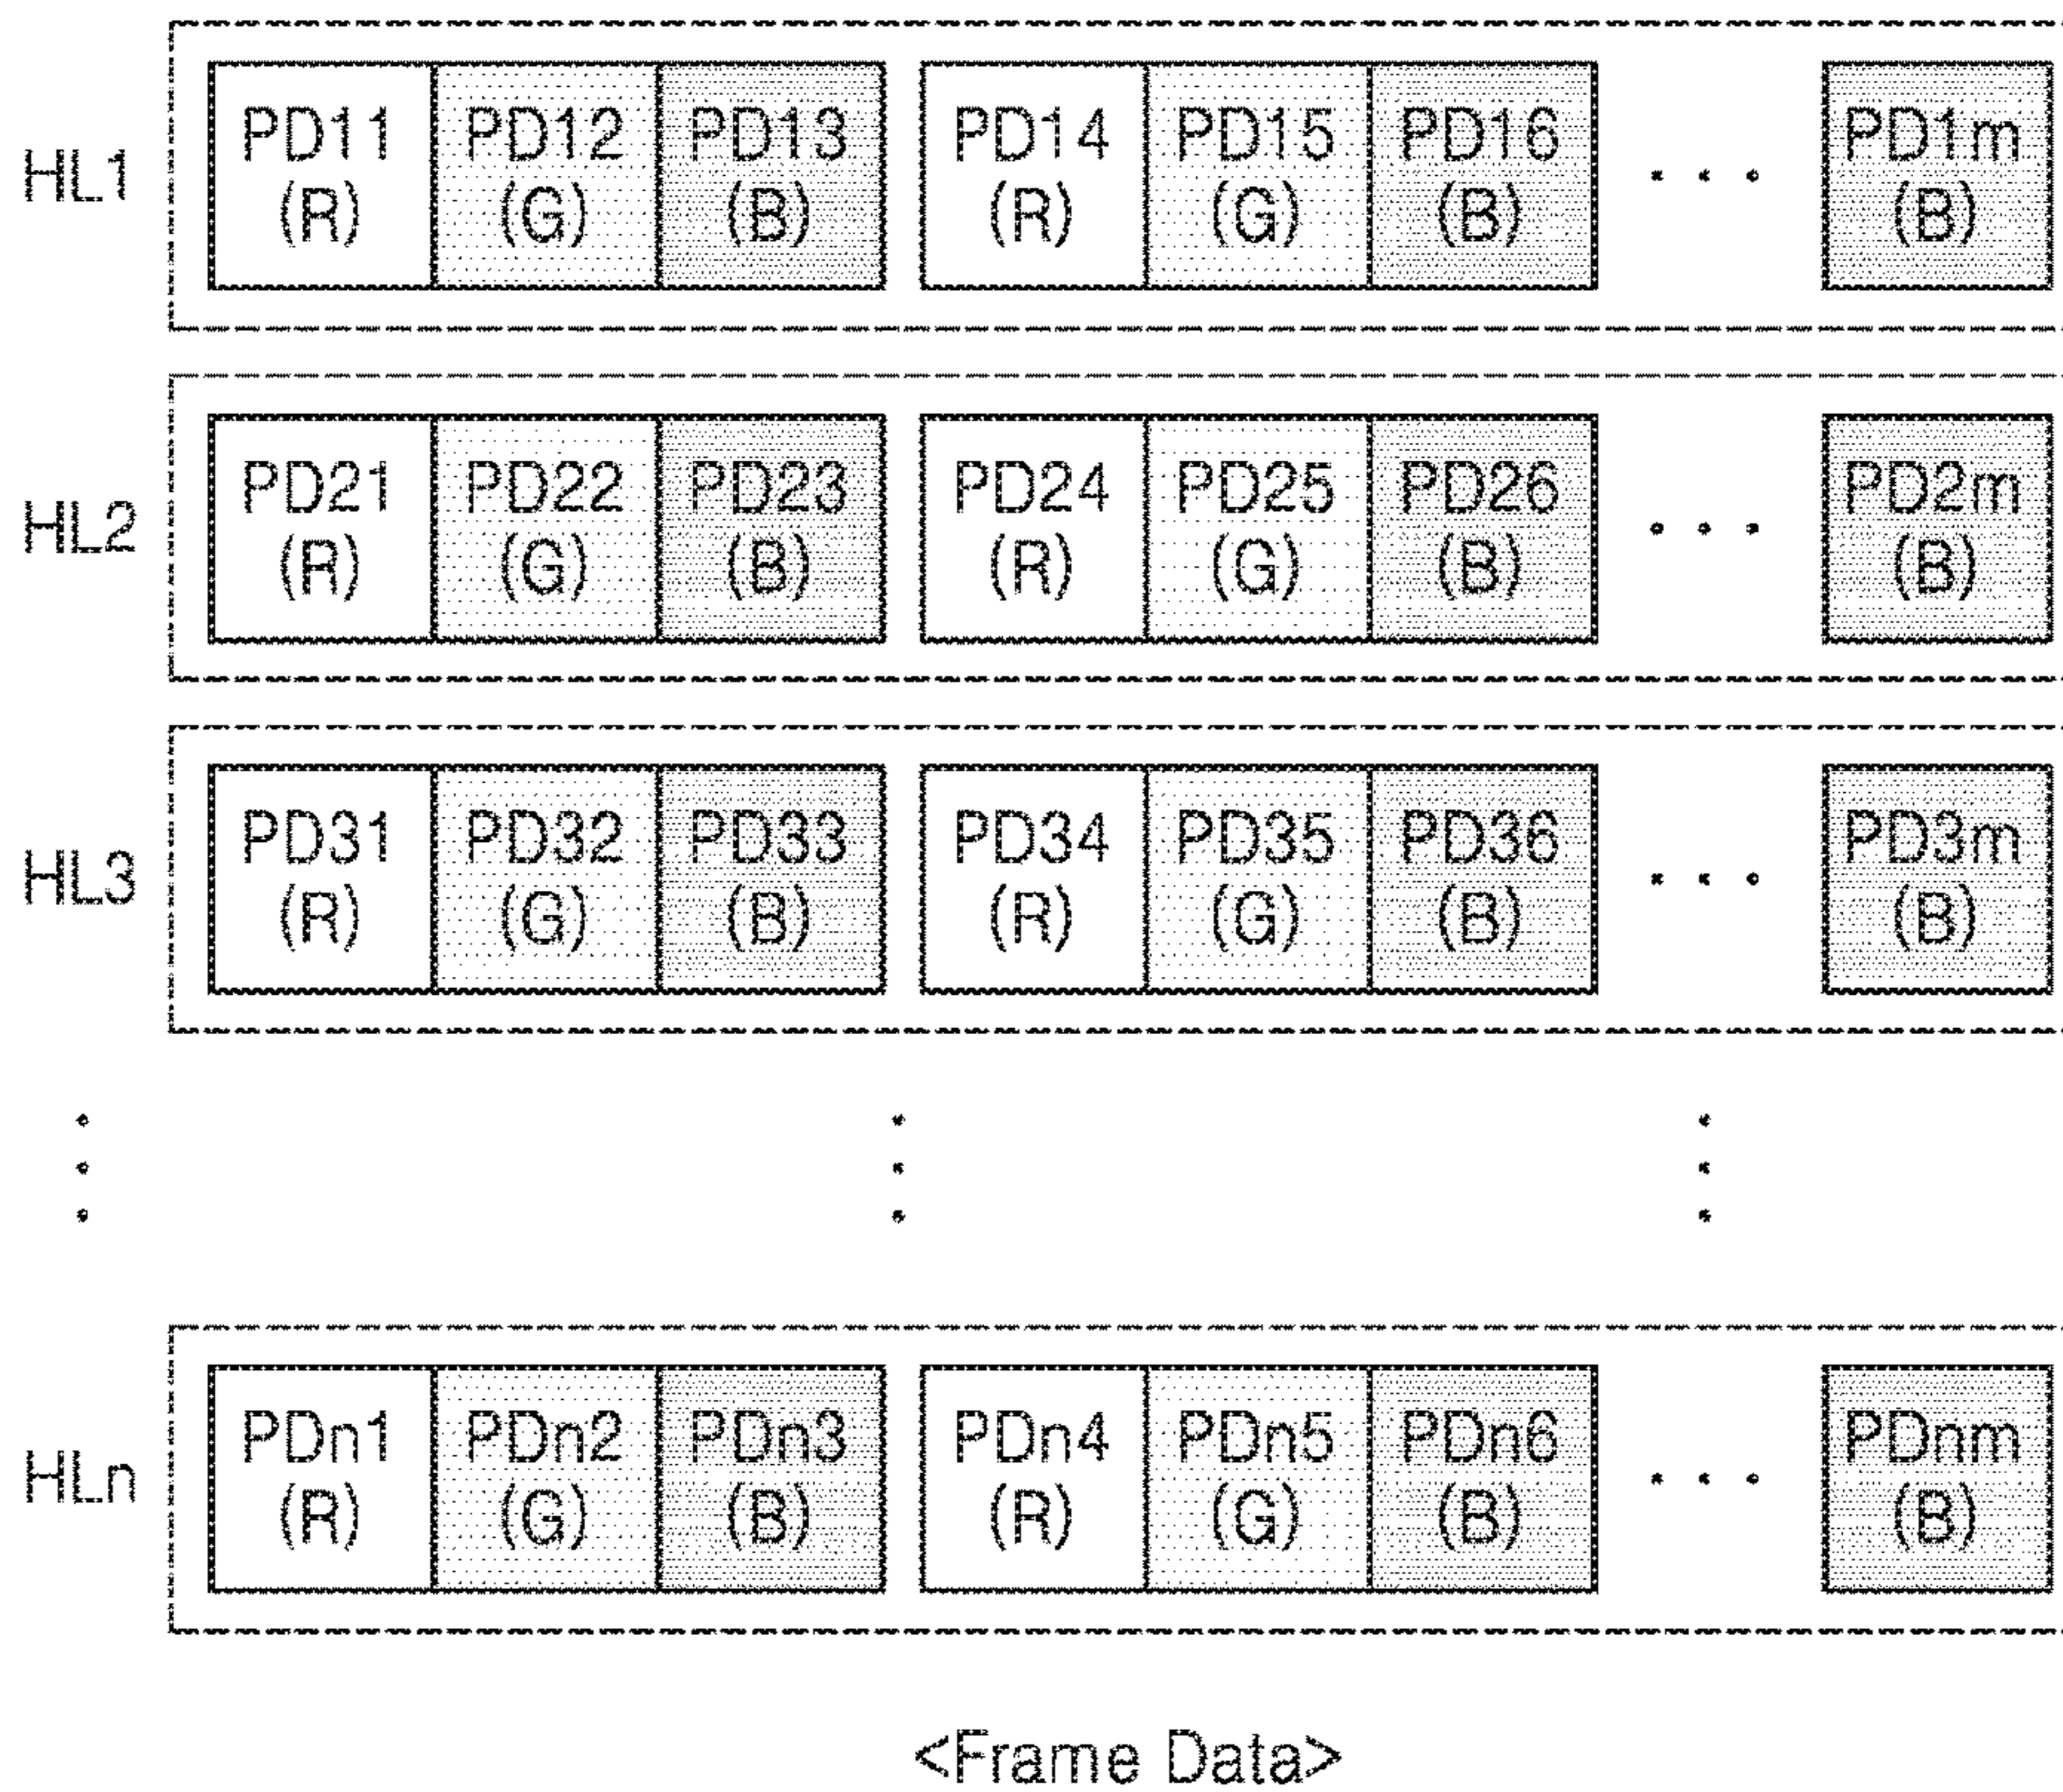 HL1 PD11 PD12 PD13 PD14 PD15 PD16 ... PD1m
(R) (G) (B) (R) (G) (B) (B)
HL2 PD21 PD22 PD23 PD24 PD25 PD26 ... PD2m
(R) (G) (B) (R) (G) (B) (B)
HL3 PD31 PD32 PD33 PD34 PD35 PD36 ... PD3m
(R) (G) (B) (R) (G) (B) (B)
HLn PDn1 PDn2 PDn3 PDn4 PDn5 PDn6 ... PDnm
(R) (G) (B) (R) (G) (B) (B)
<Frame Data>